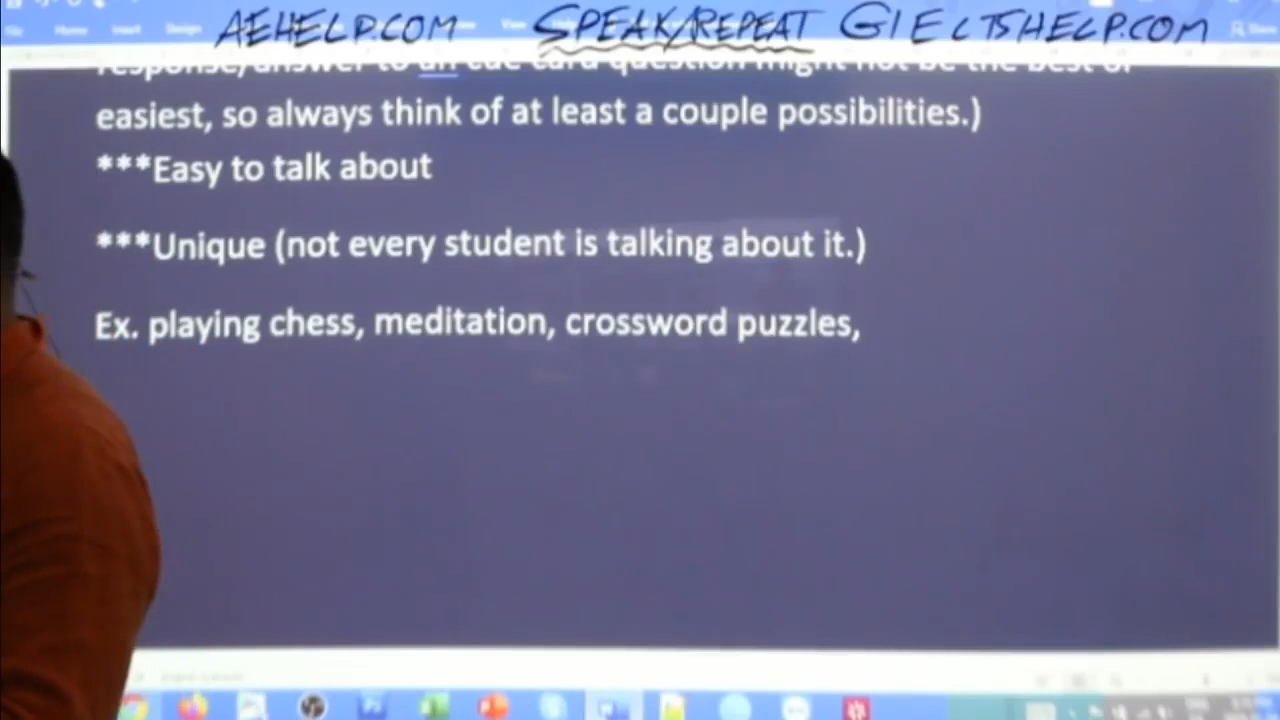 AEHELP.COM SPEAK/REPEAT GIELTSHELP.COM
response/answer to an cue card question might not be the best or
easiest, so always think of at least a couple possibilities.)
***Easy to talk about
***Unique (not every student is talking about it.)
Ex. playing chess, meditation, crossword puzzles,